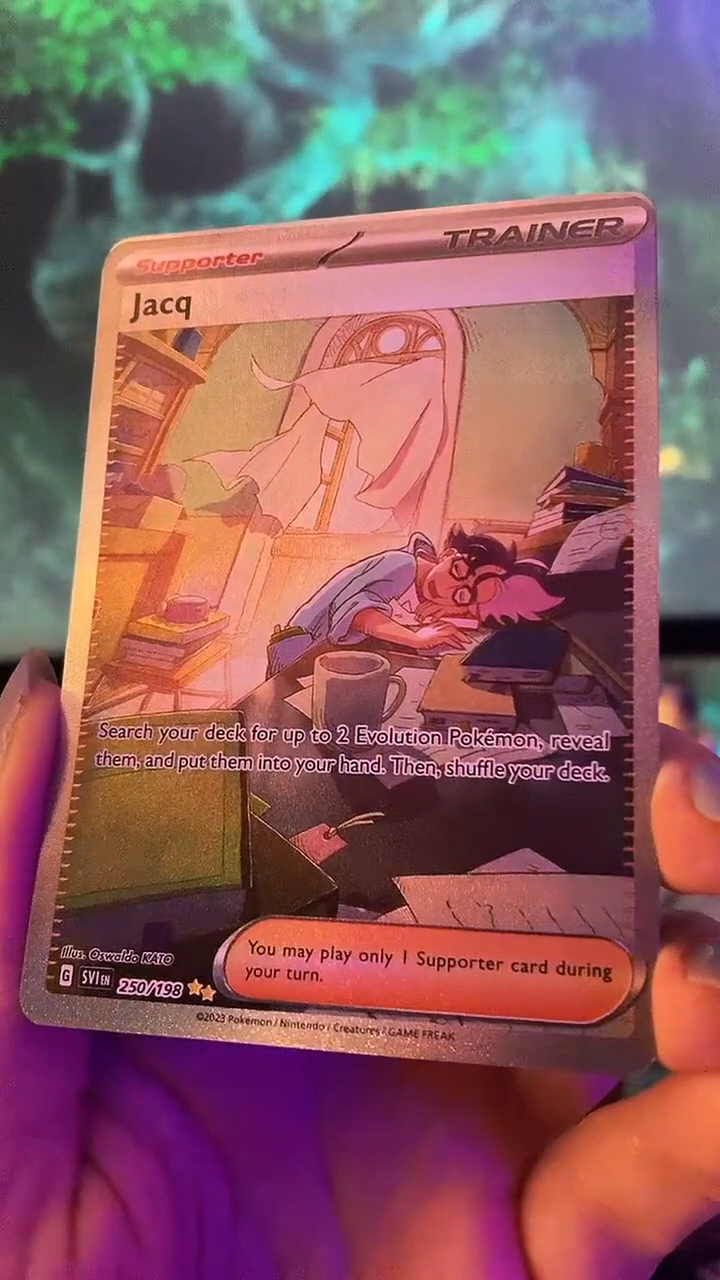 Supporter
TRAINER
Jacq
Search your deck for up to 2 Evolution Pokémon, reveal
them, and put them into your hand. Then, shuffle your deck.
Illus. Oswaldo KATO
G SVI EN 250/198
You may play only 1 Supporter card during
your turn.
©2023 Pokémon / Nintendo / Creatures / GAME FREAK